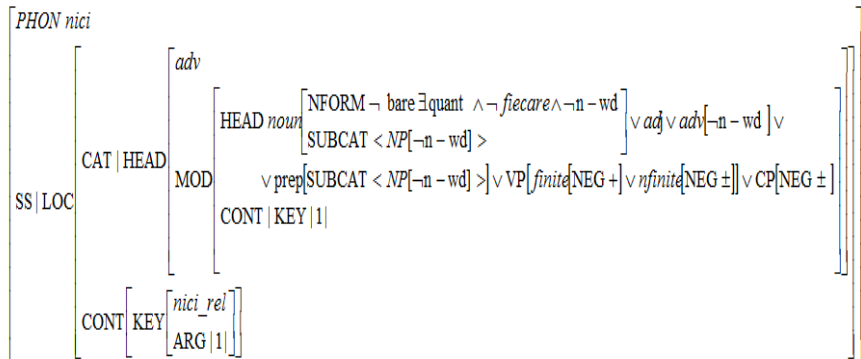 PHON nici
adv
HEAD noun[NFORM ¬ bare ∃quant ∧¬ fiecare∧¬n − wd
SUBCAT < NP[¬n − wd] >] ∨ adj ∨ adv[¬n − wd ] ∨
CAT | HEAD
MOD
∨ prep[SUBCAT < NP[¬n − wd] >] ∨ VP[finite[NEG +] ∨ nfinite[NEG ±]] ∨ CP[NEG ±]
SS | LOC
CONT | KEY | 1|
CONT [KEY [nici_rel
ARG | 1|]]